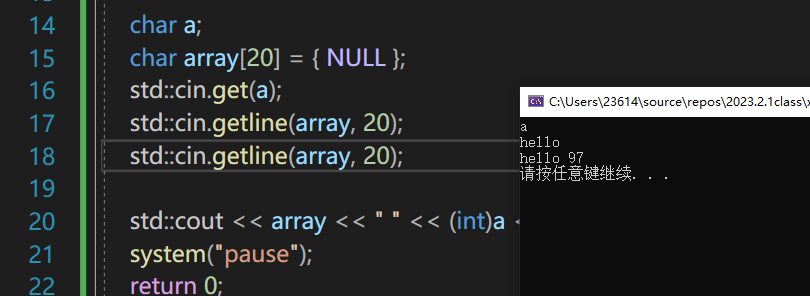 14 char a;
15 char array[20] = { NULL };
16 std::cin.get(a);
17 std::cin.getline(array, 20);
18 std::cin.getline(array, 20);
19
20 std::cout << array << " " << (int)a <
21 system("pause");
22 return 0;
C:\Users\23614\source\repos\2023.2.1class\x
a
hello
hello 97
请按任意键继续. . .